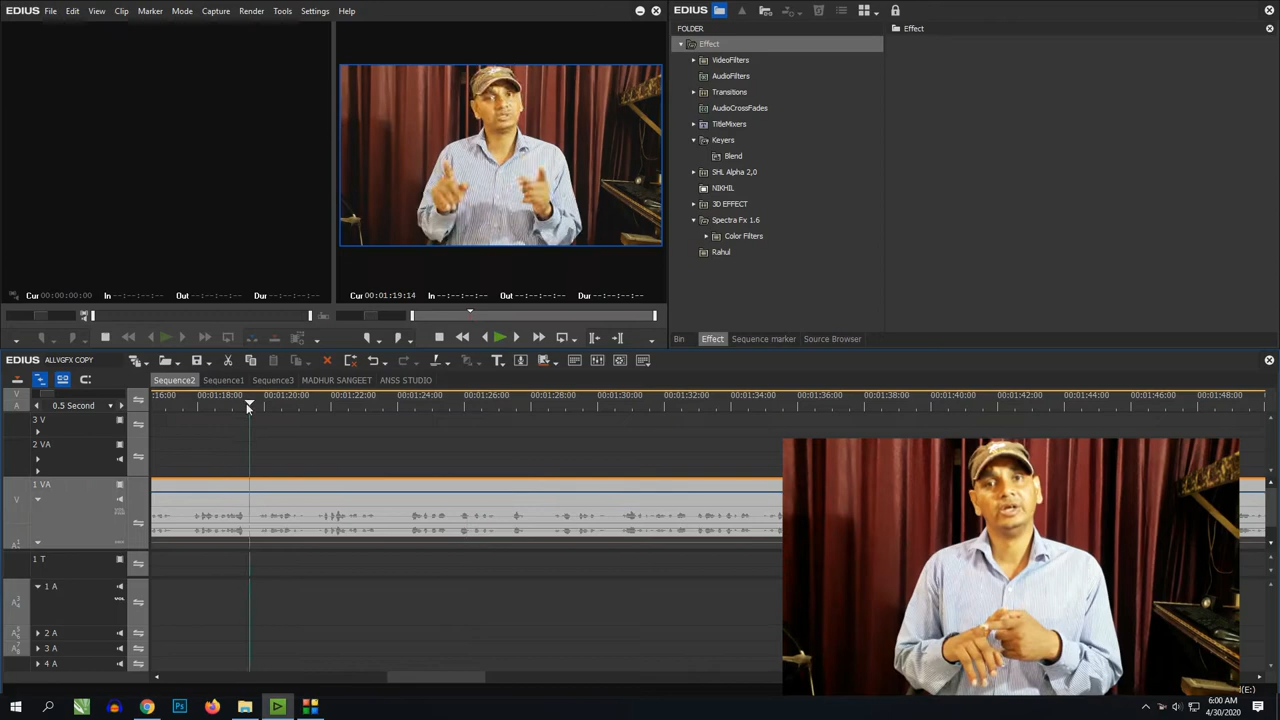 EDIUS File Edit View Clip Marker Mode Capture Render Tools Settings Help
EDIUS
FOLDER
Effect
Effect
VideoFilters
AudioFilters
Transitions
AudioCrossFades
TitleMixers
Keyers
Blend
SHL Alpha 2,0
NIKHIL
3D EFFECT
Spectra Fx 1.6
Color Filters
Rahul
Cur 00:00:00:00 In --:--:--:-- Out --:--:--:-- Dur --:--:--:--
Cur 00:01:19:14 In --:--:--:-- Out --:--:--:-- Dur --:--:--:--
Bin Effect Sequence marker Source Browser
EDIUS ALLVGFX COPY
Sequence2 Sequence1 Sequence3 MADHUR SANGEET ANSS STUDIO
V
A
0.5 Second
:16:00 00:01:18:00 00:01:20:00 00:01:22:00 00:01:24:00 00:01:26:00 00:01:28:00 00:01:30:00 00:01:32:00 00:01:34:00 00:01:36:00 00:01:38:00 00:01:40:00 00:01:42:00 00:01:44:00 00:01:46:00 00:01:48:00
3 V
2 VA
1 VA
V
1 T
1 A
VOL
2 A
3 A
4 A
(E:)
Ps
6:00 AM
4/30/2020